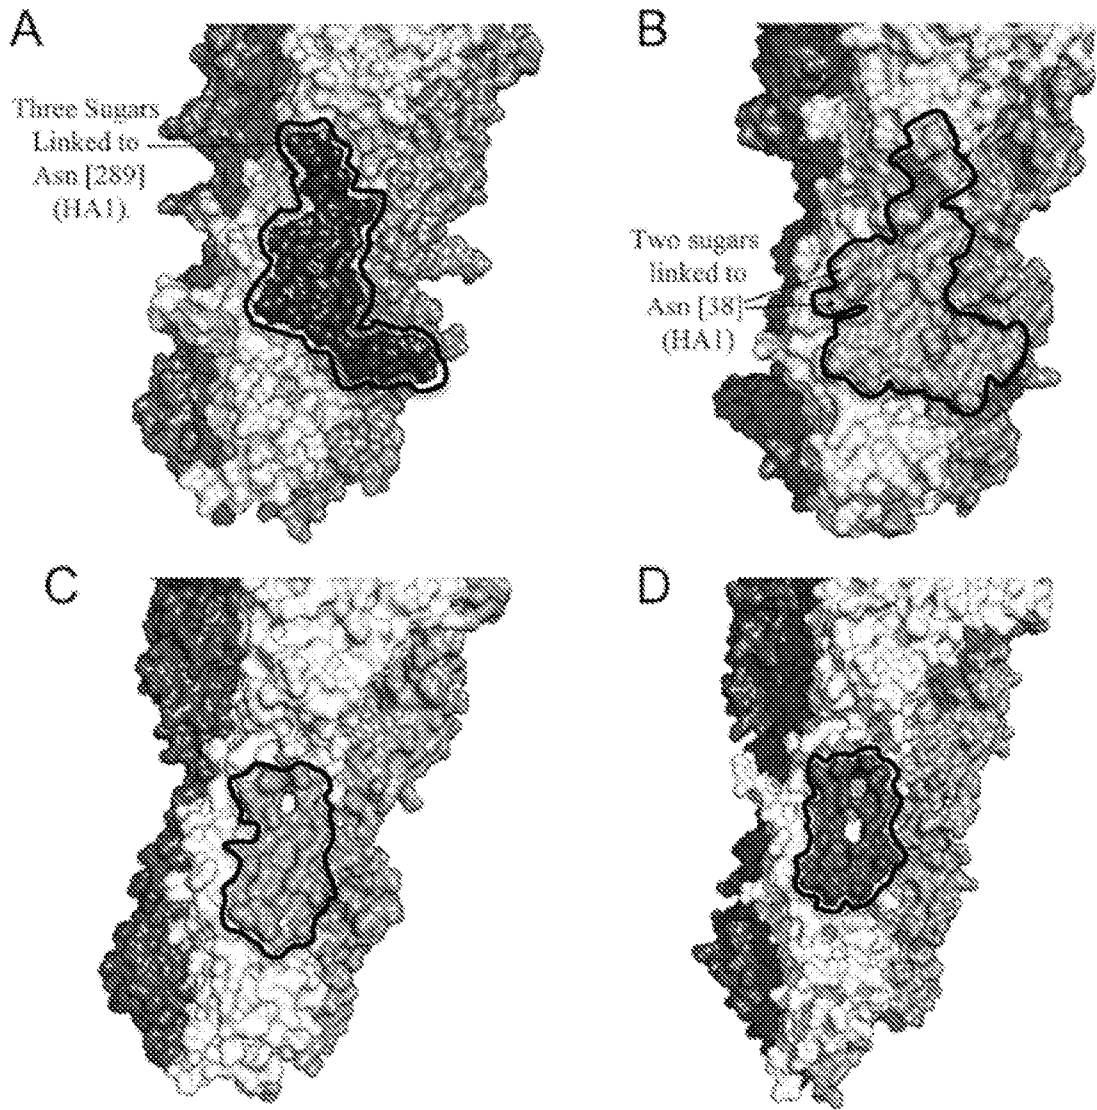 A
Three Sugars
Linked to
Asn [289]
(HA1).
B
Two sugars
linked to
Asn [38]
(HA1)
C
D